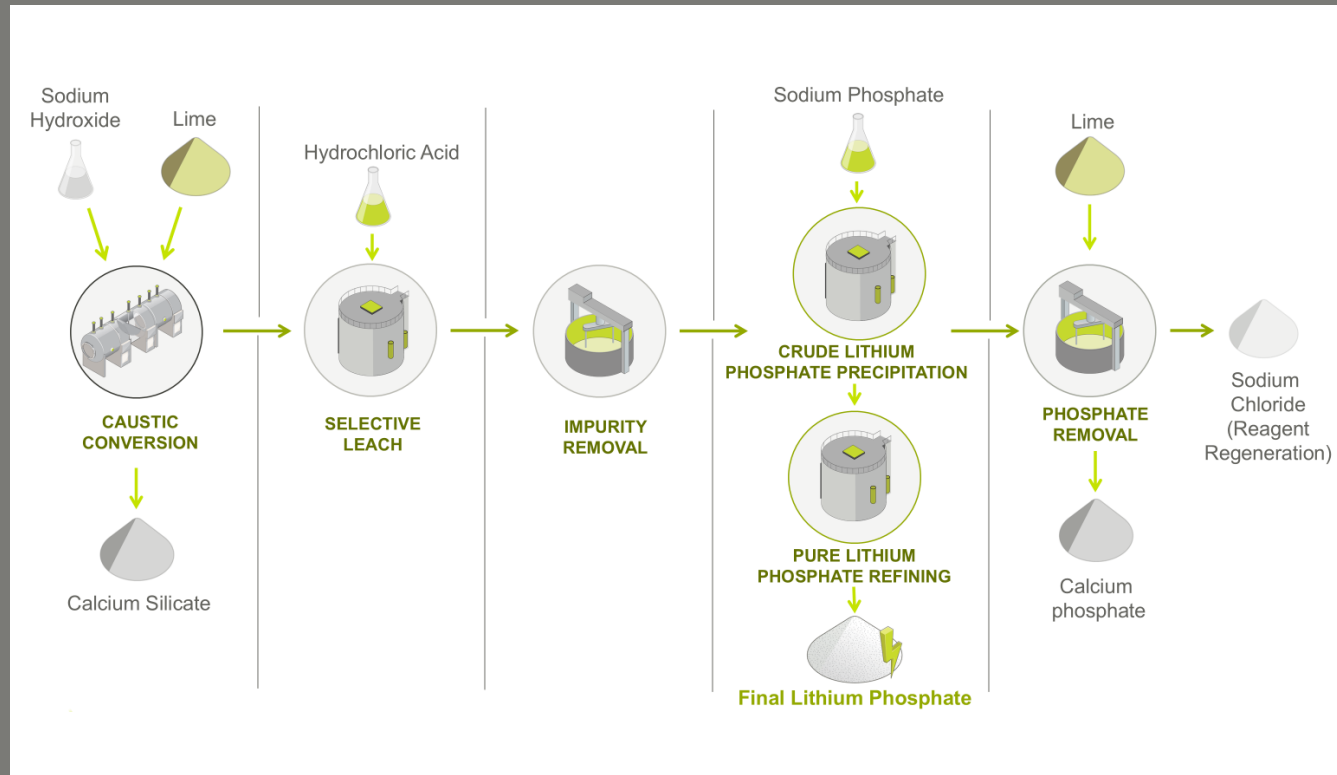 Sodium
Hydroxide
Lime
CAUSTIC
CONVERSION
Calcium Silicate
Hydrochloric Acid
SELECTIVE
LEACH
IMPURITY
REMOVAL
Sodium Phosphate
CRUDE LITHIUM
PHOSPHATE PRECIPITATION
PURE LITHIUM
PHOSPHATE REFINING
Final Lithium Phosphate
Lime
PHOSPHATE
REMOVAL
Calcium
phosphate
Sodium
Chloride
(Reagent
Regeneration)